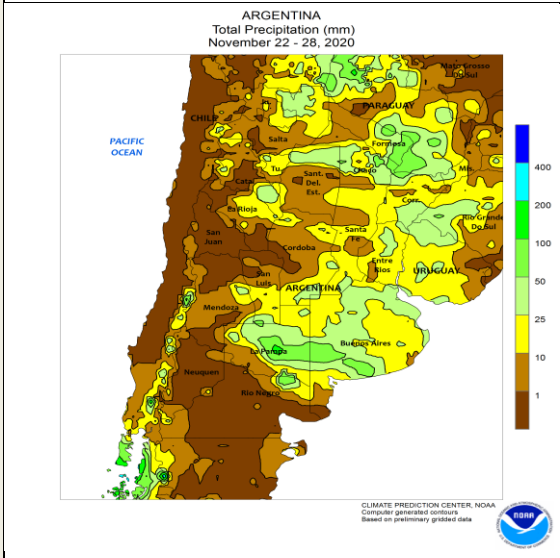 ARGENTINA
Total Precipitation (mm)
November 22 - 28, 2020
Mato Grosso
Do Sul
CHILE
PARAGUAY
PACIFIC
OCEAN
Salta
Formosa
Tu.
Chaco
Mis.
Cata.
Sant.
Del.
Est.
La Rioja
Corr.
Rio Grande
Do Sul
San
Juan
Santa
Fe
Cordoba
Entre
Rios
URUGUAY
San
Luis
ARGENTINA
Mendoza
La Pampa
Buenos Aires
Neuquen
Rio Negro
400
200
100
50
25
10
1
CLIMATE PREDICTION CENTER, NOAA
Computer generated contours
Based on preliminary gridded data
NOAA